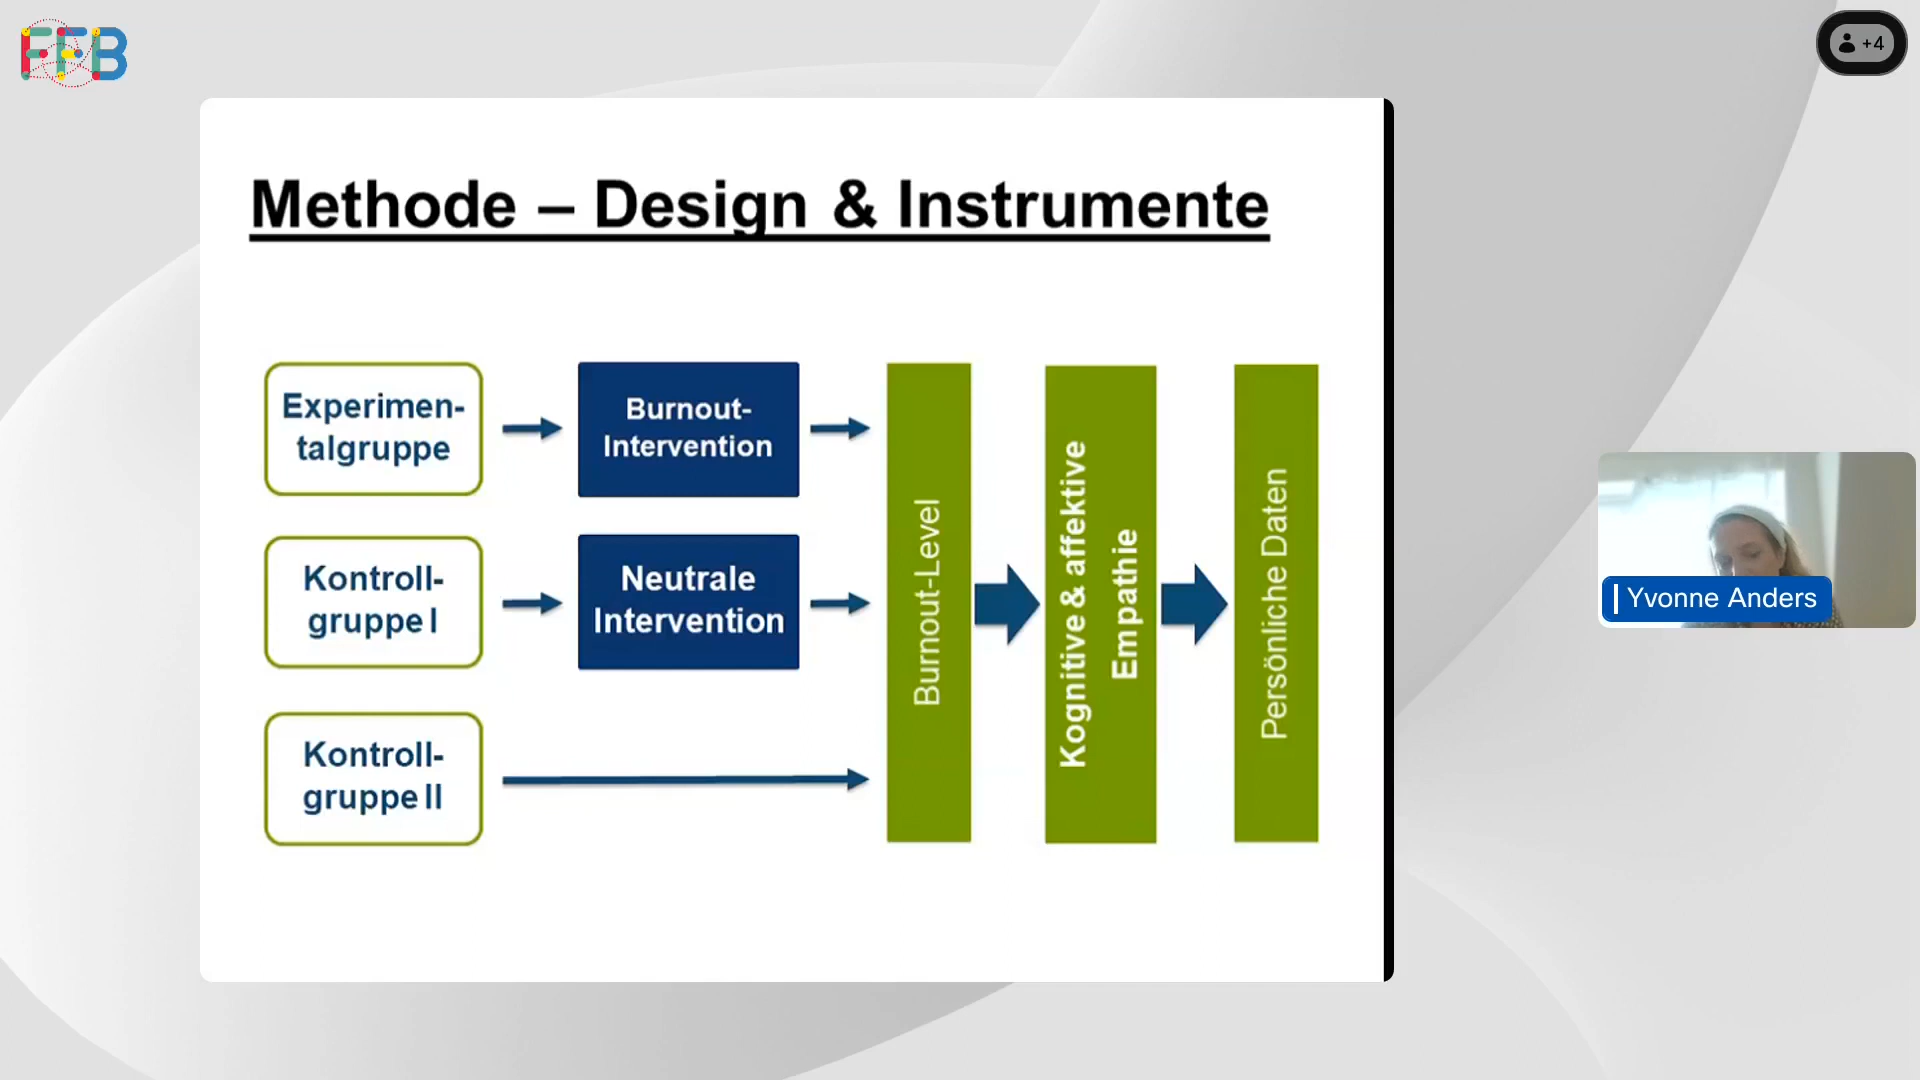 FFB
+4
Methode – Design & Instrumente
Experimen-
talgruppe
Burnout-
Intervention
Kontroll-
gruppe I
Neutrale
Intervention
Kontroll-
gruppe II
Burnout-Level
Kognitive & affektive
Empathie
Persönliche Daten
Yvonne Anders